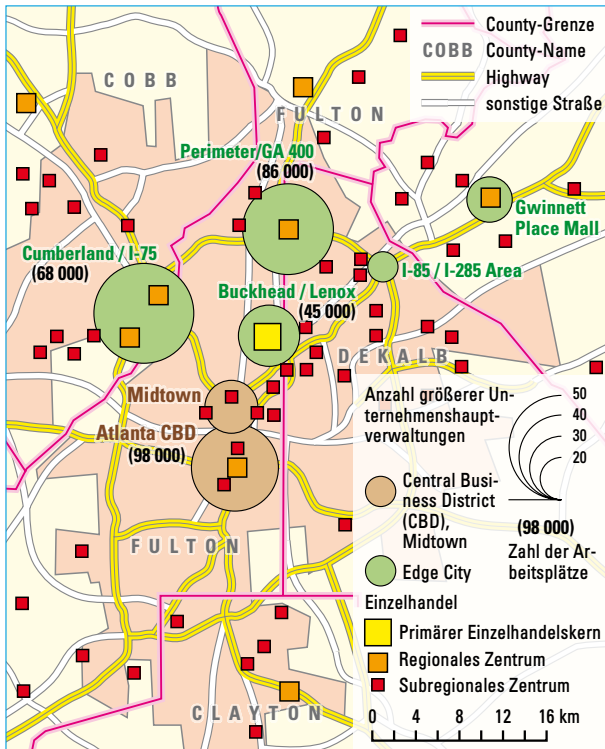 County-Grenze
COBB County-Name
Highway
sonstige Straße
COBB
FULTON
Perimeter/GA 400
(86 000)
Gwinnett
Place Mall
Cumberland / I-75
(68 000)
I-85 / I-285 Area
Buckhead / Lenox
(45 000)
DEKALB
Midtown
Atlanta CBD
(98 000)
FULTON
CLAYTON
Anzahl größerer Un-
ternehmenshaupt-
verwaltungen
50
40
30
20
Central Busi-
ness District
(CBD),
Midtown
(98 000)
Zahl der Ar-
beitsplätze
Edge City
Einzelhandel
Primärer Einzelhandelskern
Regionales Zentrum
Subregionales Zentrum
0 4 8 12 16 km